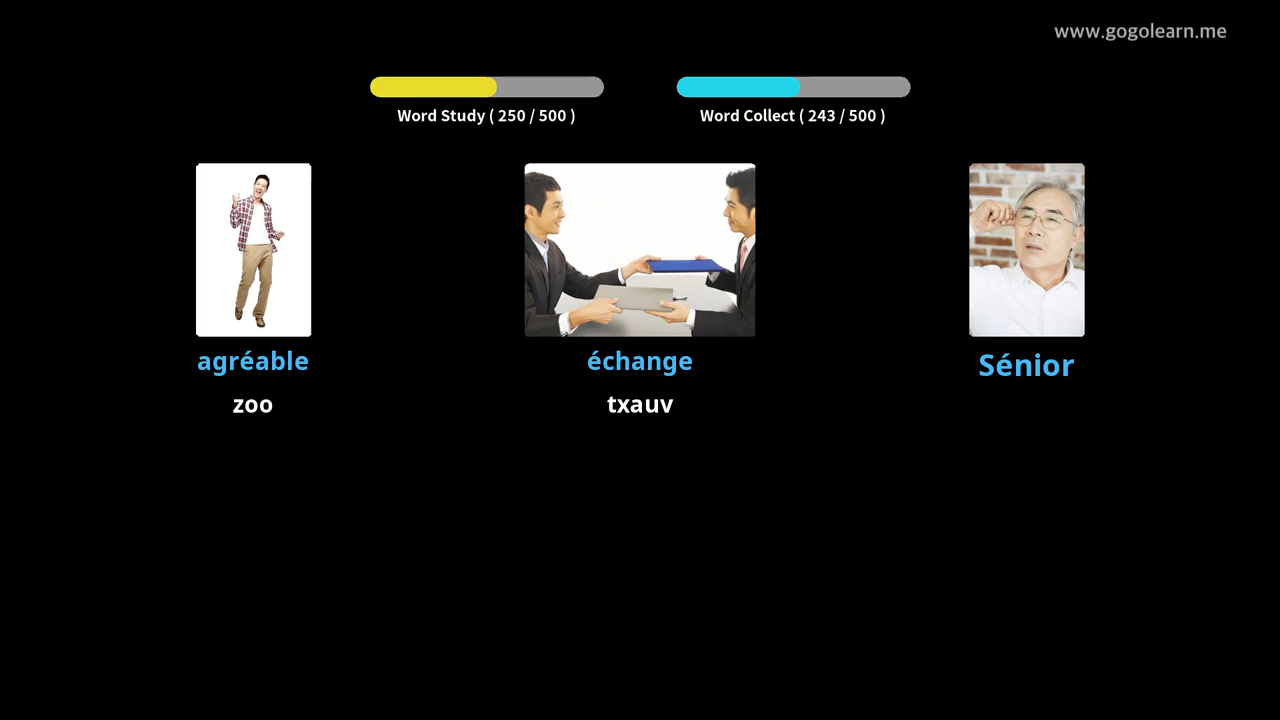 www.gogolearn.me
Word Study ( 250 / 500 )
Word Collect ( 243 / 500 )
agréable
échange
Sénior
zoo
txauv